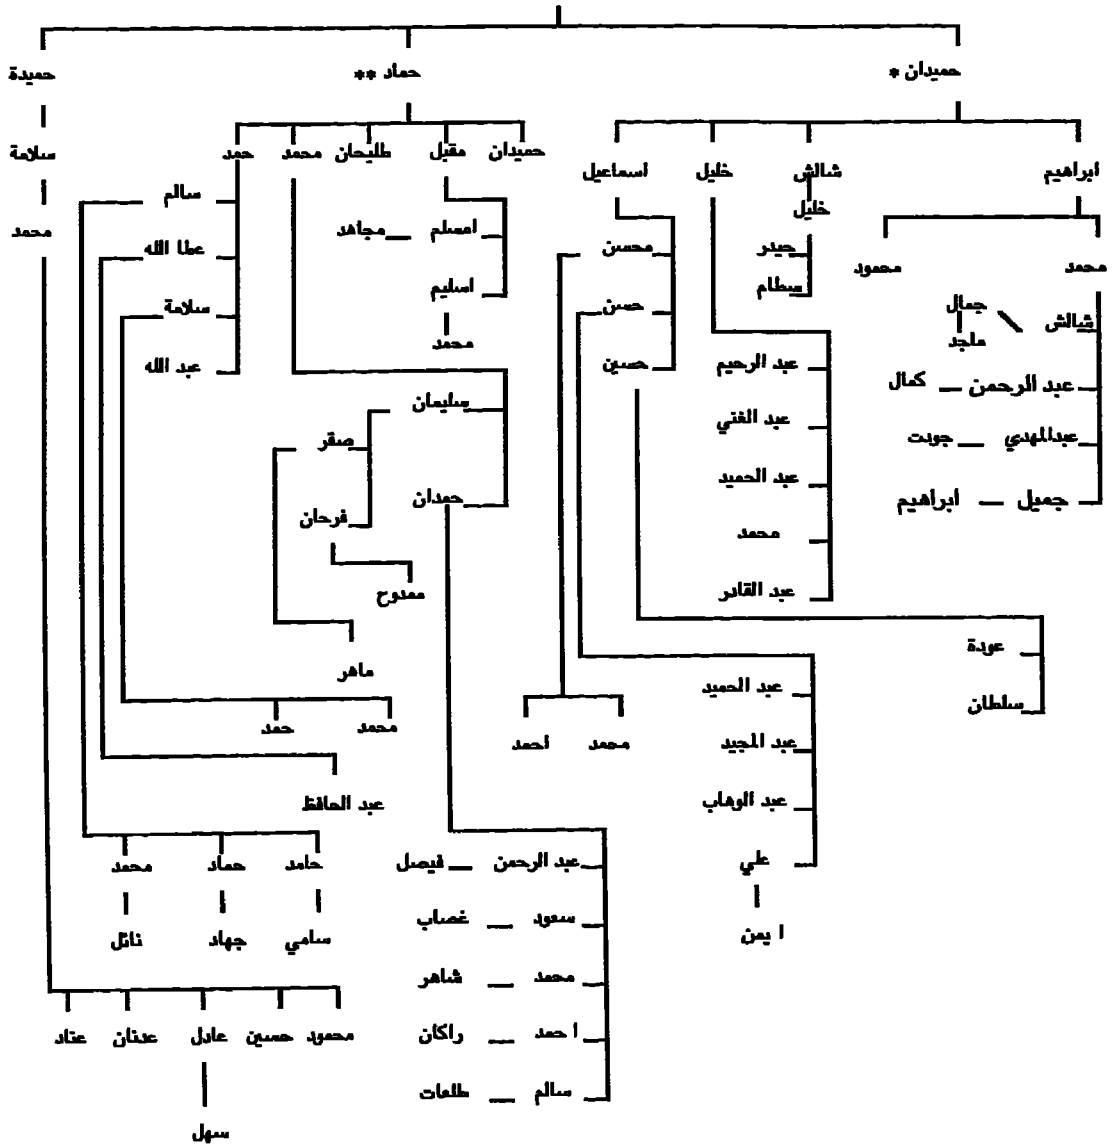 حميدان *
حماد **
حميدة
ابراهيم
شالش
خليل
اسماعيل
حميدان
مقبل
طليحان
محمد
حمد
سلامة
خليل
محمد
محمود
حيدر
سطام
محسن
حسن
حسين
امسلم
مجاهد
اسليم
محمد
سالم
عطا الله
سلامة
عبد الله
محمد
جمال
ماجد
شالش
عبد الرحمن
كمال
عبدالمهدي
جودت
جميل
ابراهيم
عبد الرحيم
عبد الغني
عبد الحميد
محمد
عبد القادر
سليمان
حمدان
صقر
فرحان
ممدوح
ماهر
عودة
سلطان
عبد الحميد
عبد المجيد
عبد الوهاب
علي
ا يمن
محمد
أحمد
محمد
حمد
عبد الحافظ
حامد
حماد
محمد
سامي
جهاد
نائل
عبد الرحمن
فيصل
سعود
غصاب
محمد
شاهر
ا حمد
راكان
سالم
طلعات
محمود
حسين
عادل
عدنان
عتاد
سهل